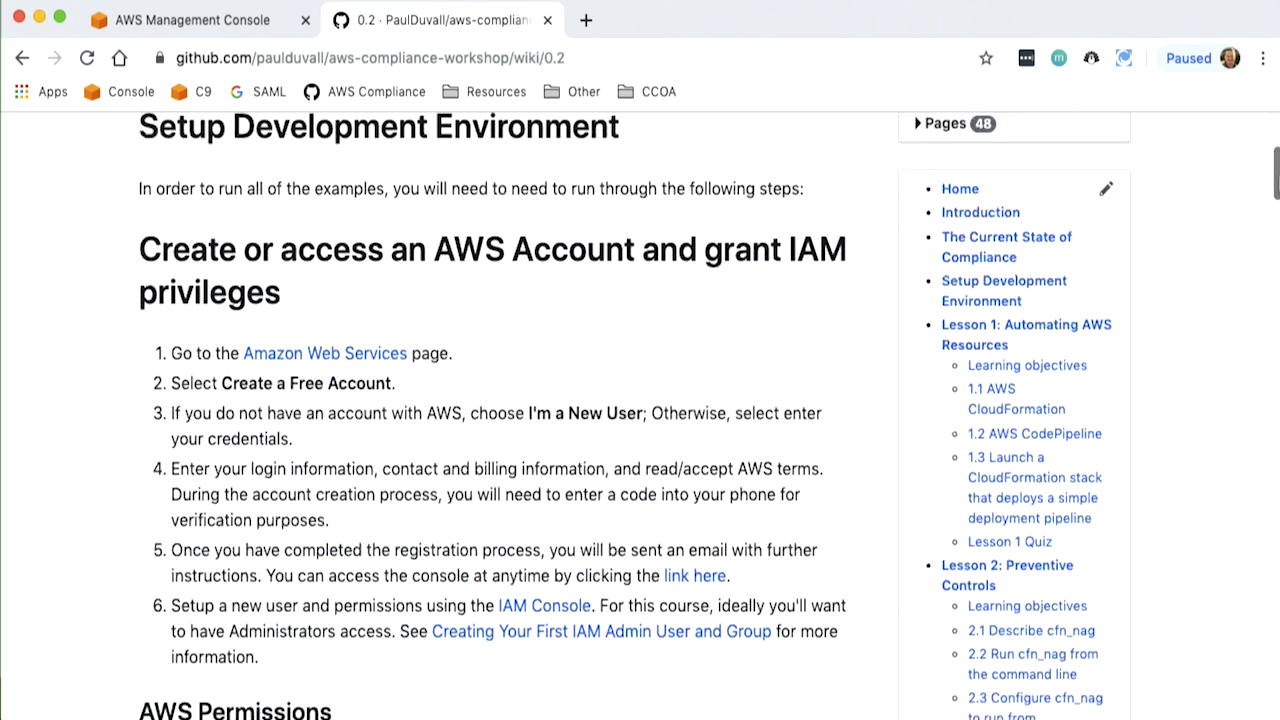 AWS Management Console
0.2 · PaulDuvall/aws-complian
github.com/paulduvall/aws-compliance-workshop/wiki/0.2
Paused
Apps
Console
C9
SAML
AWS Compliance
Resources
Other
CCOA
Setup Development Environment
In order to run all of the examples, you will need to need to run through the following steps:
Create or access an AWS Account and grant IAM
privileges
1. Go to the Amazon Web Services page.
2. Select Create a Free Account.
3. If you do not have an account with AWS, choose I'm a New User; Otherwise, select enter
your credentials.
4. Enter your login information, contact and billing information, and read/accept AWS terms.
During the account creation process, you will need to enter a code into your phone for
verification purposes.
5. Once you have completed the registration process, you will be sent an email with further
instructions. You can access the console at anytime by clicking the link here.
6. Setup a new user and permissions using the IAM Console. For this course, ideally you'll want
to have Administrators access. See Creating Your First IAM Admin User and Group for more
information.
AWS Permissions
Pages 48
Home
Introduction
The Current State of
Compliance
Setup Development
Environment
Lesson 1: Automating AWS
Resources
Learning objectives
1.1 AWS
CloudFormation
1.2 AWS CodePipeline
1.3 Launch a
CloudFormation stack
that deploys a simple
deployment pipeline
Lesson 1 Quiz
Lesson 2: Preventive
Controls
Learning objectives
2.1 Describe cfn_nag
2.2 Run cfn_nag from
the command line
2.3 Configure cfn_nag
to run from